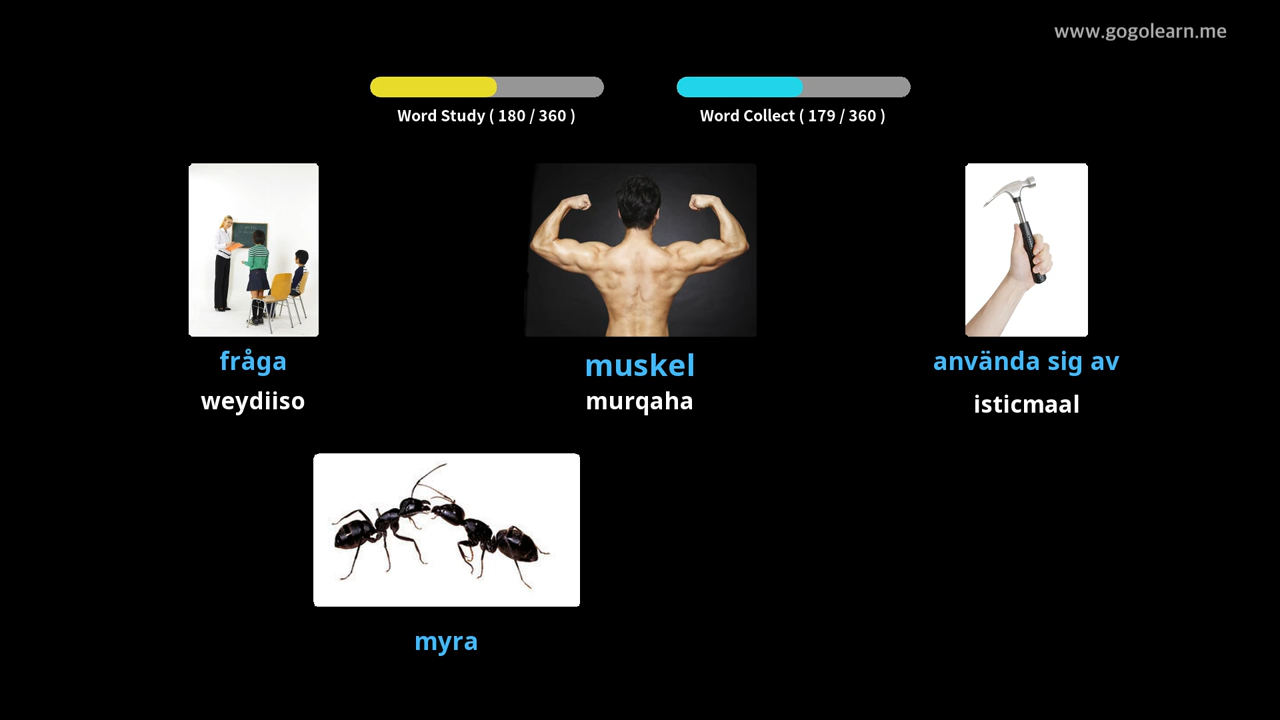 www.gogolearn.me
Word Study ( 180 / 360 )
Word Collect ( 179 / 360 )
fråga
weydiiso
muskel
murqaha
använda sig av
isticmaal
myra